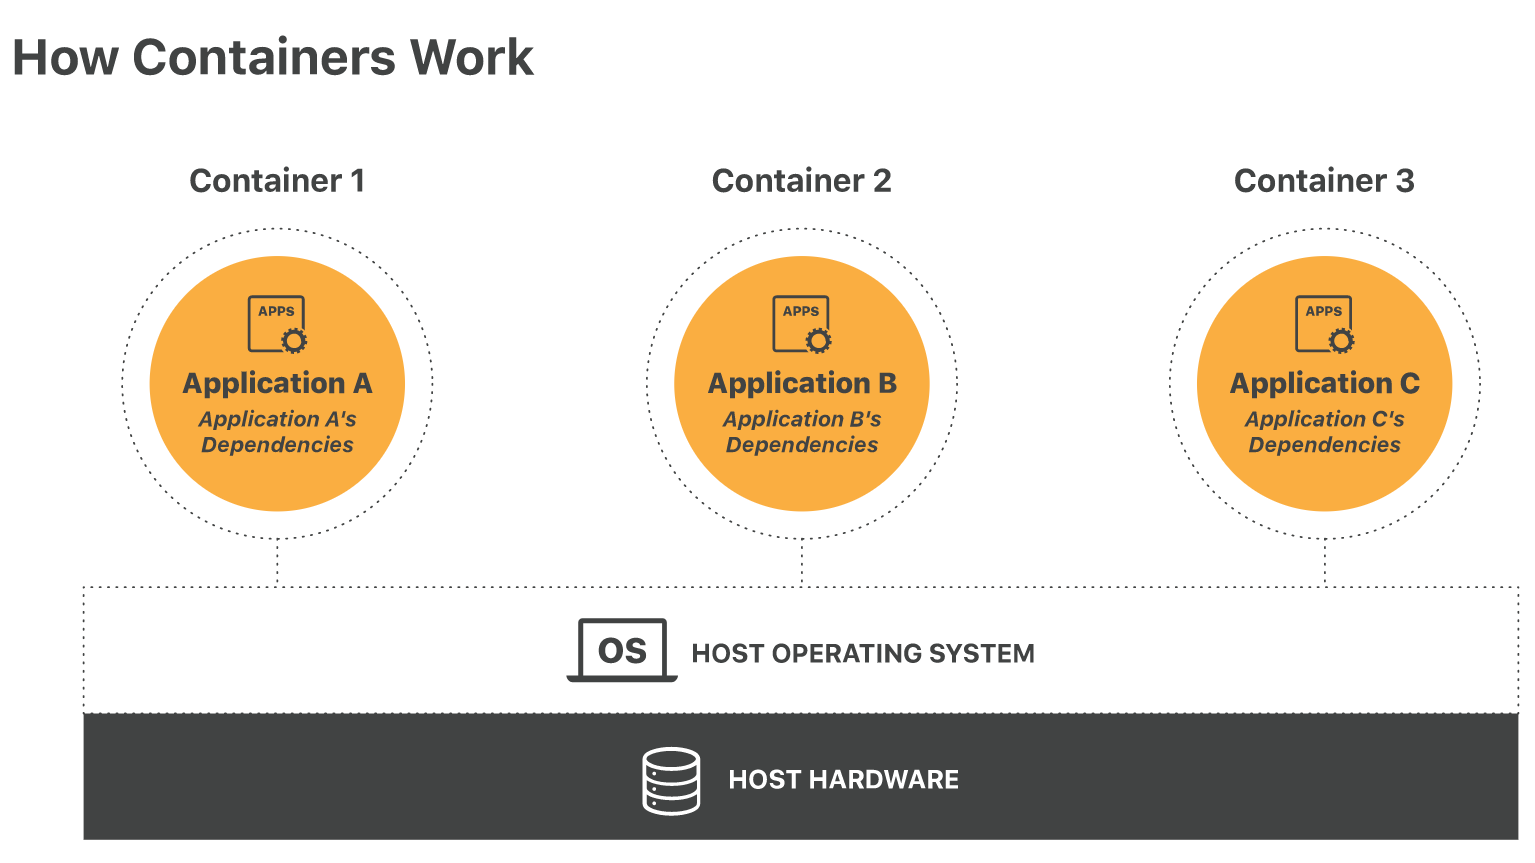 How Containers Work
Container 1
Container 2
Container 3
APPS
Application A
Application A's
Dependencies
APPS
Application B
Application B's
Dependencies
APPS
Application C
Application C's
Dependencies
OS
HOST OPERATING SYSTEM
HOST HARDWARE